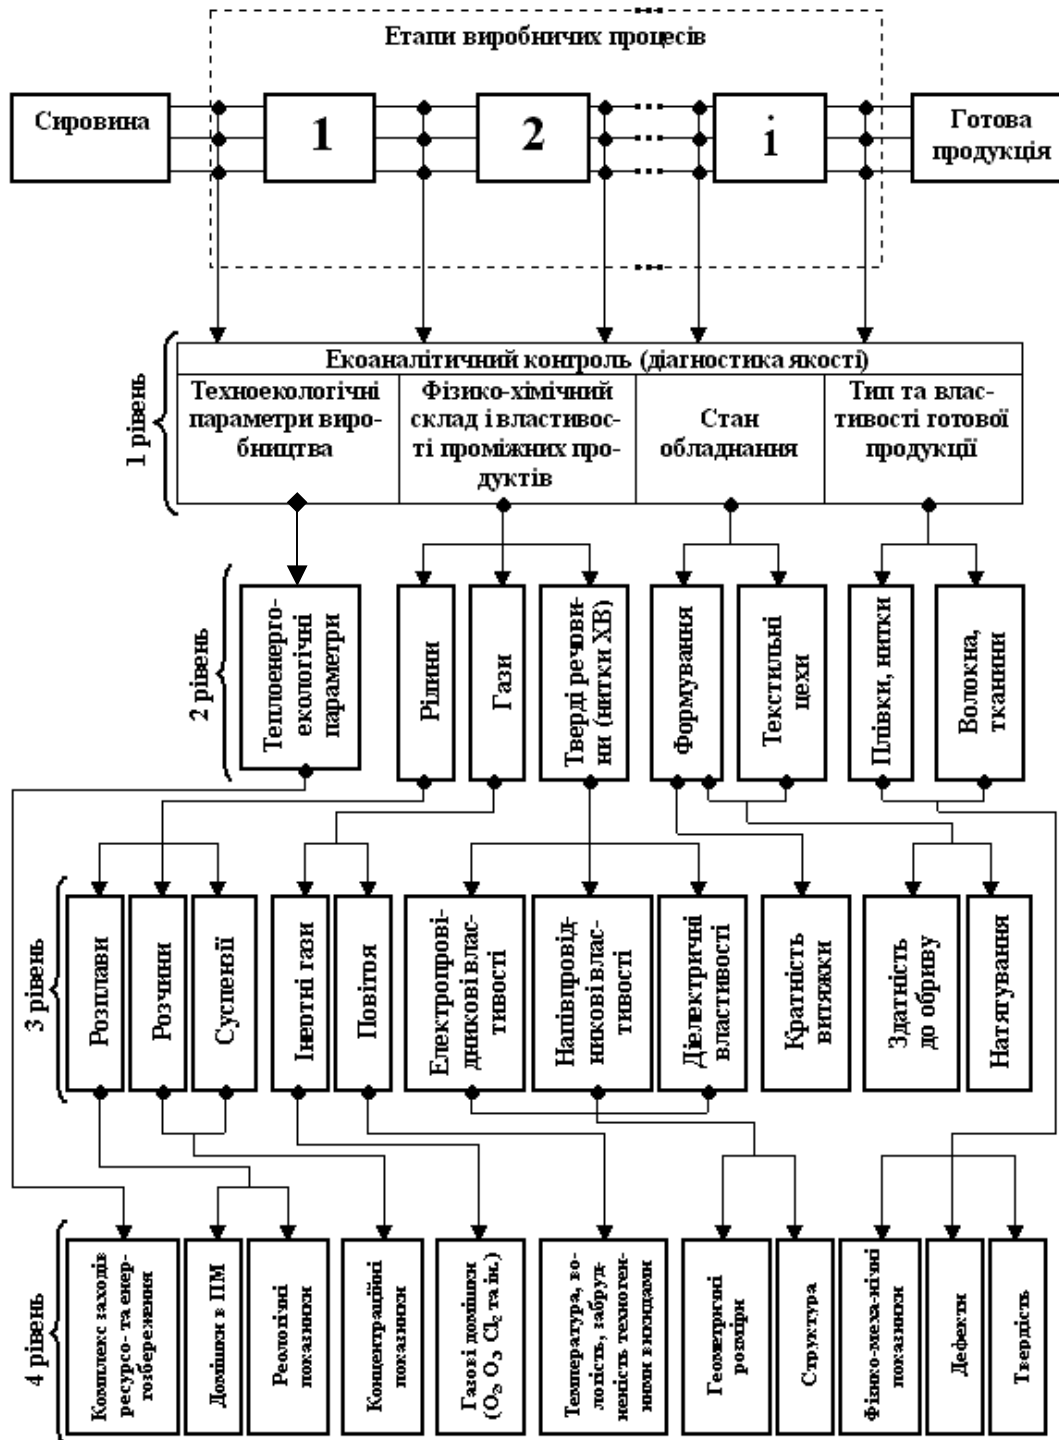 Етапи виробничих процесів
Сировина
1
2
і
Готова
продукція
1 рівень
Екоаналітичний контроль (діагностика якості)
Техноекологічні
параметри виро-
бництва
Фізико-хімічний
склад і властивос-
ті проміжних про-
дуктів
Стан
обладнання
Тип та влас-
тивості готової
продукції
2 рівень
Теплоенерго-
екологічні
параметри
Рідини
Гази
Тверді речови-
ни (нитки ХВ)
Формування
Текстильні
цехи
Плівки, нитки
Волокна,
тканини
3 рівень
Розплави
Розчини
Суспензії
Інертні гази
Повітря
Електропрові-
дникові влас-
тивості
Напівпровід-
никові влас-
тивості
Діелектричні
властивості
Кратність
витяжки
Здатність
до обриву
Натягування
4 рівень
Комплекс заходів
ресурсо- та енер-
гозбереження
Домішки в ПМ
Реологічні
показники
Концентраційні
показники
Газові домішки
(O₂, O₃, Cl₂ та ін.)
Температура, во-
логість, забруд-
неність техноген-
ними викидами
Геометричні
розміри
Структура
Фізико-меха-нічні
показники
Дефекти
Твердість